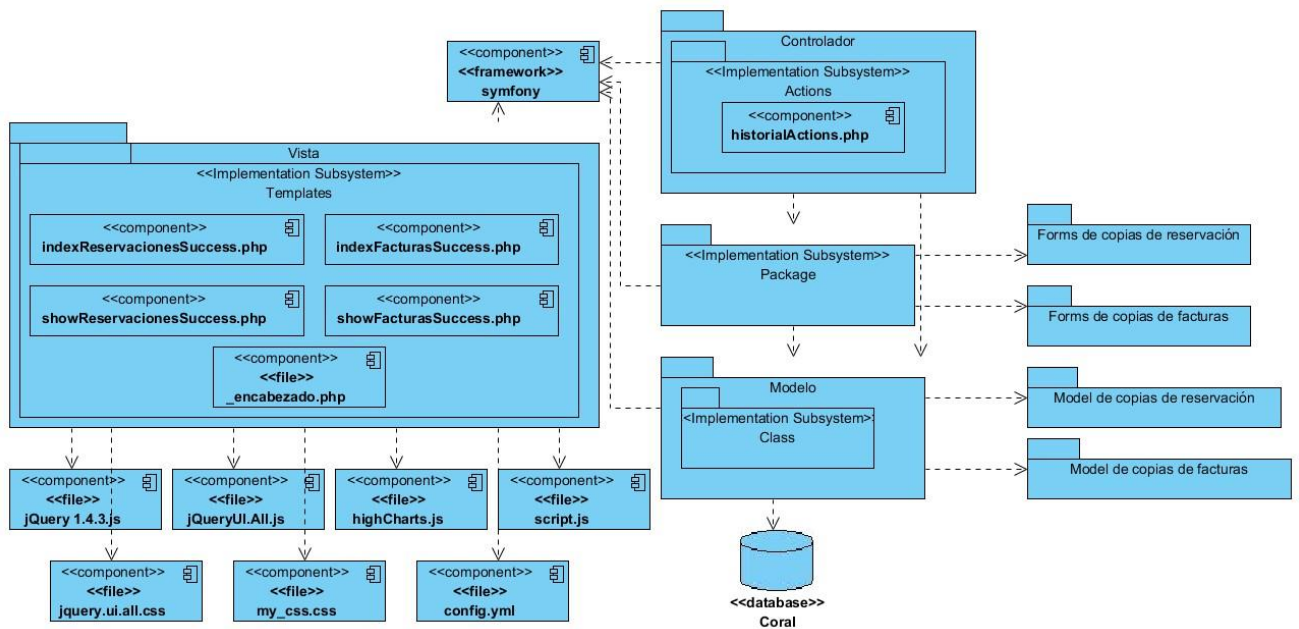 <<component>>
<<framework>>
symfony
Controlador
<<Implementation Subsystem>>
Actions
<<component>>
historialActions.php
Vista
<<Implementation Subsystem>>
Templates
<<component>>
indexReservacionesSuccess.php
<<component>>
indexFacturasSuccess.php
<<component>>
showReservacionesSuccess.php
<<component>>
showFacturasSuccess.php
<<component>>
<<file>>
_encabezado.php
<<Implementation Subsystem>>
Package
Forms de copias de reservación
Forms de copias de facturas
Modelo
<Implementation Subsystem>
Class
Model de copias de reservación
Model de copias de facturas
<<component>>
<<file>>
jQuery 1.4.3.js
<<component>>
<<file>>
jQueryUI.All.js
<<component>>
<<file>>
highCharts.js
<<component>>
<<file>>
script.js
<<component>>
<<file>>
jquery.ui.all.css
<<component>>
<<file>>
my_css.css
<<component>>
<<file>>
config.yml
<<database>>
Coral